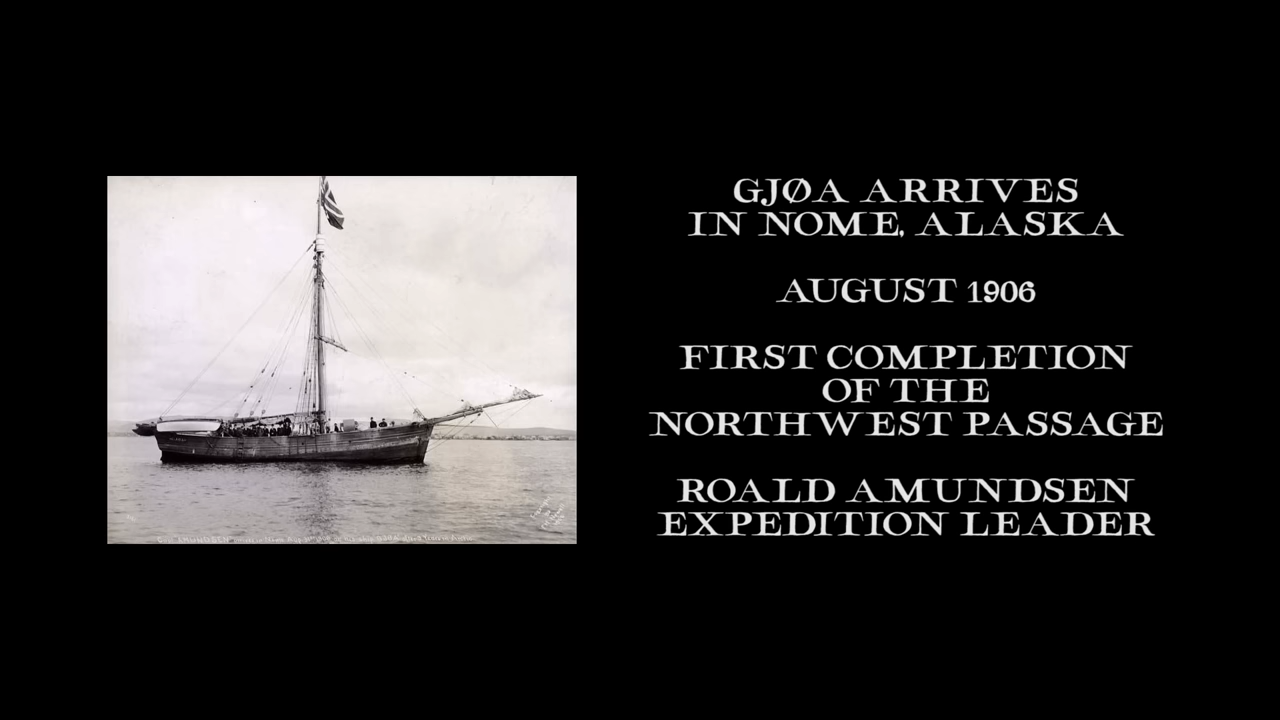 GJØA ARRIVES
IN NOME, ALASKA
AUGUST 1906
FIRST COMPLETION
OF THE
NORTHWEST PASSAGE
ROALD AMUNDSEN
EXPEDITION LEADER